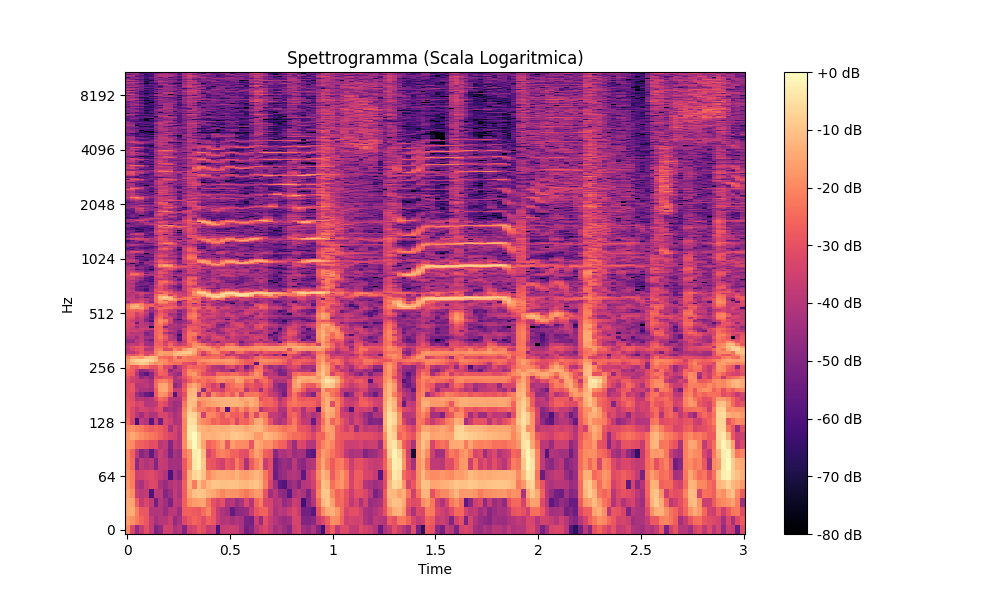 Spettrogramma (Scala Logaritmica)
8192
4096
2048
1024
512
256
128
64
0
Hz
0
0.5
1
1.5
2
2.5
3
Time
+0 dB
-10 dB
-20 dB
-30 dB
-40 dB
-50 dB
-60 dB
-70 dB
-80 dB